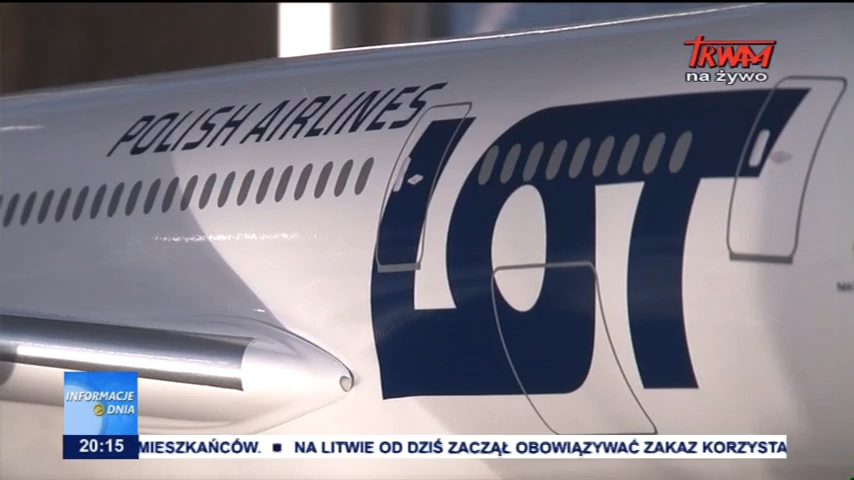 TRWAM
na żywo
POLISH AIRLINES
LOT
INFORMACJE
DNIA
20:15
MIESZKAŃCÓW. ■ NA LITWIE OD DZIŚ ZACZĄŁ OBOWIĄZYWAĆ ZAKAZ KORZYSTA